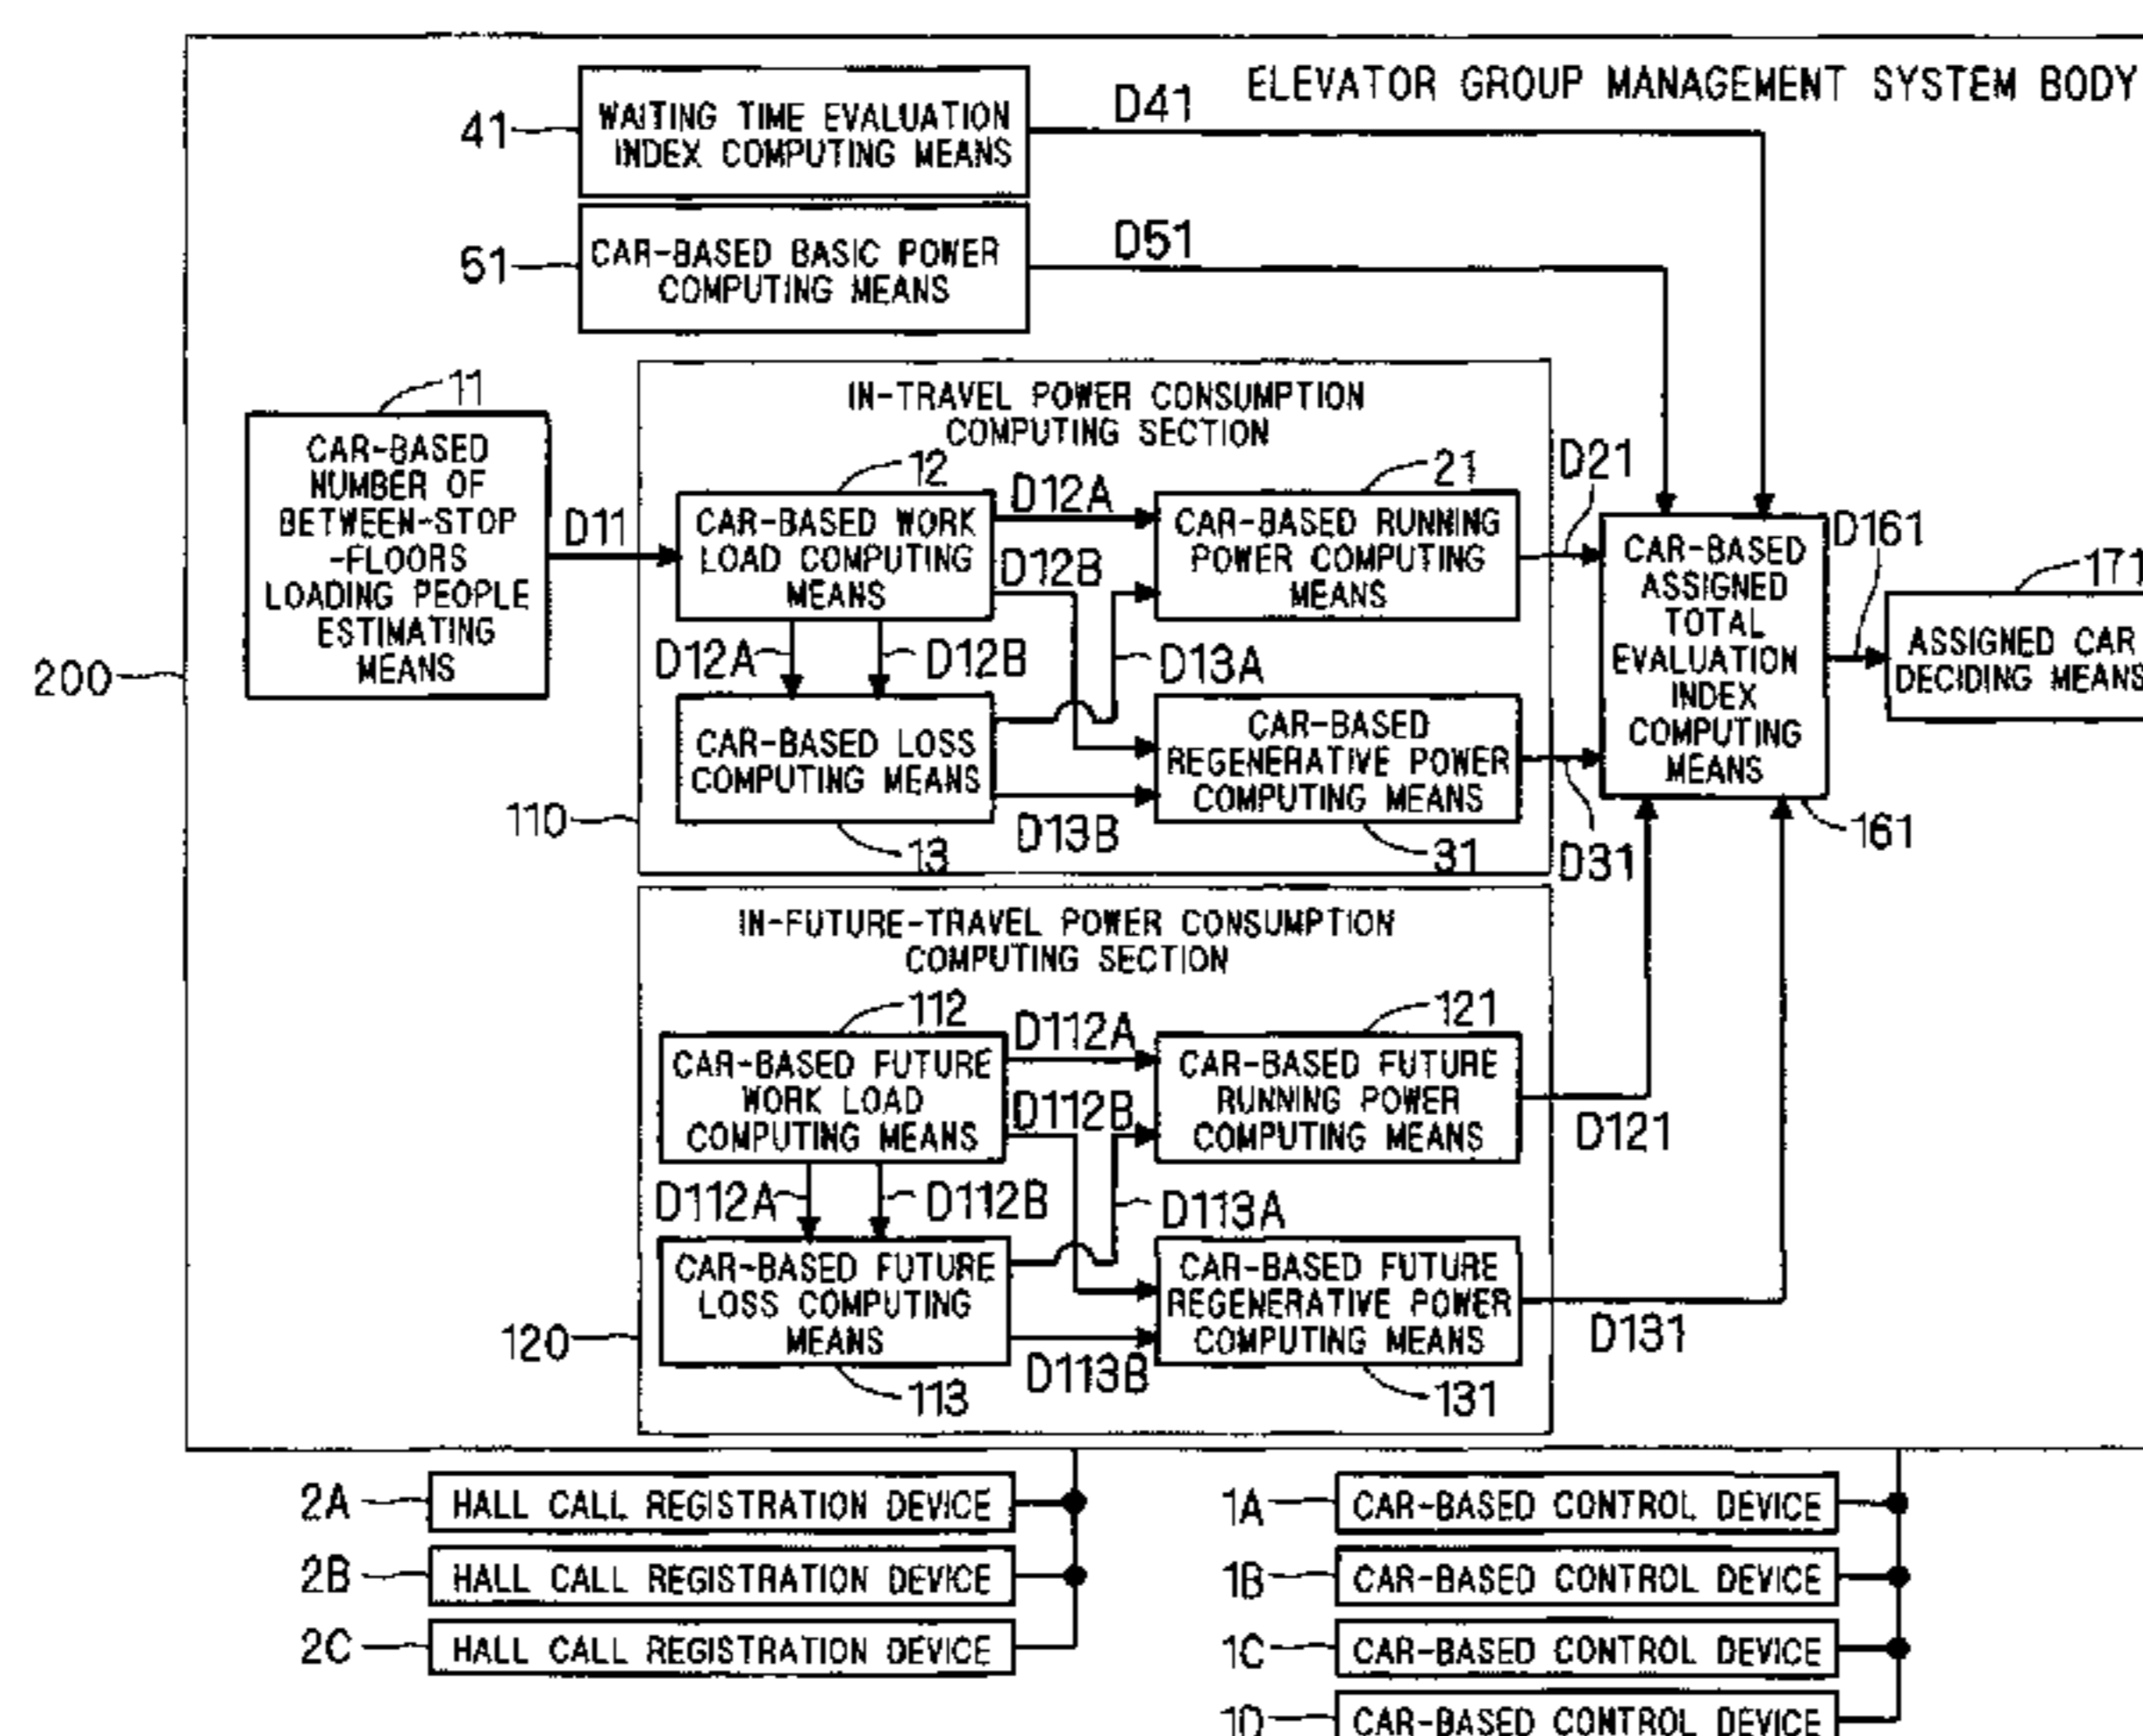 ELEVATOR GROUP MANAGEMENT SYSTEM BODY
41
WAITING TIME EVALUATION
INDEX COMPUTING MEANS
D41
51
CAR-BASED BASIC POWER
COMPUTING MEANS
D51
11
CAR-BASED
NUMBER OF
BETWEEN-STOP
-FLOORS
LOADING PEOPLE
ESTIMATING
MEANS
D11
200
IN-TRAVEL POWER CONSUMPTION
COMPUTING SECTION
12
CAR-BASED WORK
LOAD COMPUTING
MEANS
D12A
D12B
21
CAR-BASED RUNNING
POWER COMPUTING
MEANS
D21
D12A
D12B
D13A
CAR-BASED LOSS
COMPUTING MEANS
13
D13B
CAR-BASED
REGENERATIVE POWER
COMPUTING MEANS
31
D31
110
CAR-BASED
ASSIGNED
TOTAL
EVALUATION
INDEX
COMPUTING
MEANS
161
D161
171
ASSIGNED CAR
DECIDING MEANS
IN-FUTURE-TRAVEL POWER CONSUMPTION
COMPUTING SECTION
112
CAR-BASED FUTURE
WORK LOAD
COMPUTING MEANS
D112A
D112B
121
CAR-BASED FUTURE
RUNNING POWER
COMPUTING MEANS
D121
D112A
D112B
D113A
CAR-BASED FUTURE
LOSS COMPUTING
MEANS
113
D113B
CAR-BASED FUTURE
REGENERATIVE POWER
COMPUTING MEANS
131
D131
120
2A
HALL CALL REGISTRATION DEVICE
2B
HALL CALL REGISTRATION DEVICE
2C
HALL CALL REGISTRATION DEVICE
1A
CAR-BASED CONTROL DEVICE
1B
CAR-BASED CONTROL DEVICE
1C
CAR-BASED CONTROL DEVICE
1D
CAR-BASED CONTROL DEVICE